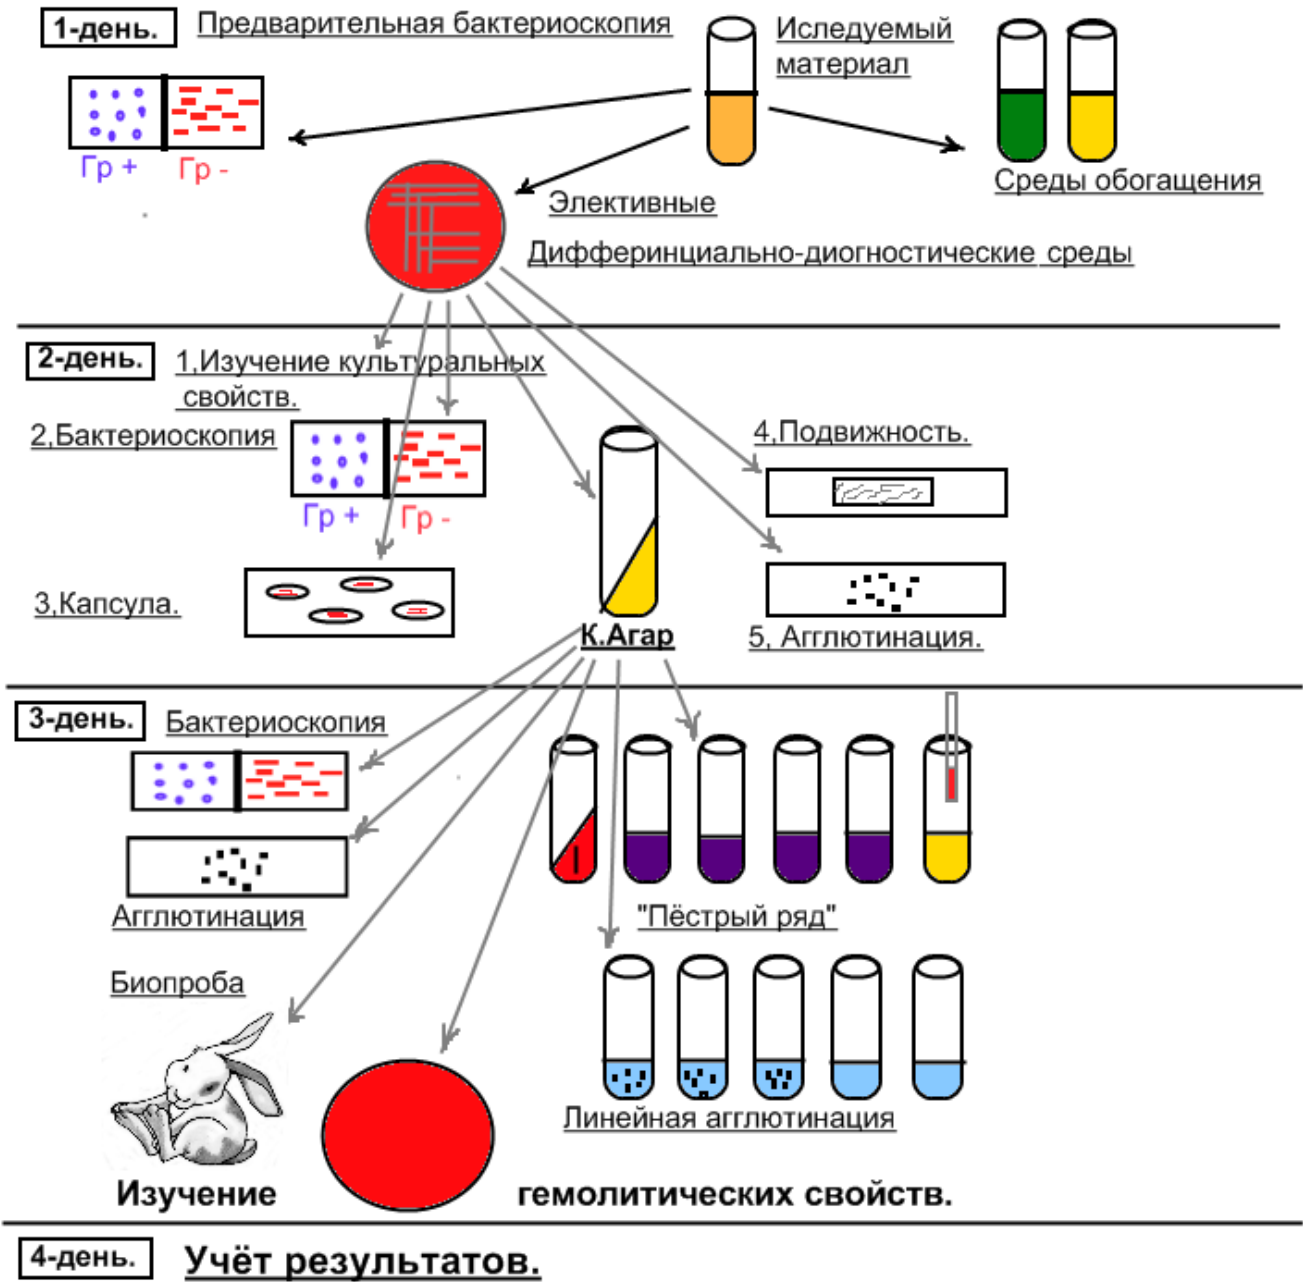 1-день.
Предварительная бактериоскопия
Иследуемый
материал
Гр +
Гр -
Среды обогащения
Элективные
Дифферинциально-диогностические среды
2-день.
1,Изучение культуральных
свойств.
2,Бактериоскопия
Гр +
Гр -
4,Подвижность.
3,Капсула.
К.Агар
5, Агглютинация.
3-день.
Бактериоскопия
Агглютинация
"Пёстрый ряд"
Биопроба
Линейная агглютинация
Изучение
гемолитических свойств.
4-день.
Учёт результатов.